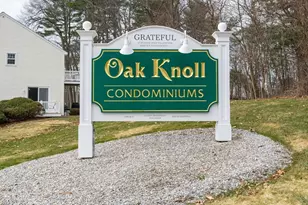 GRATEFUL
Oak Knoll
CONDOMINIUMS